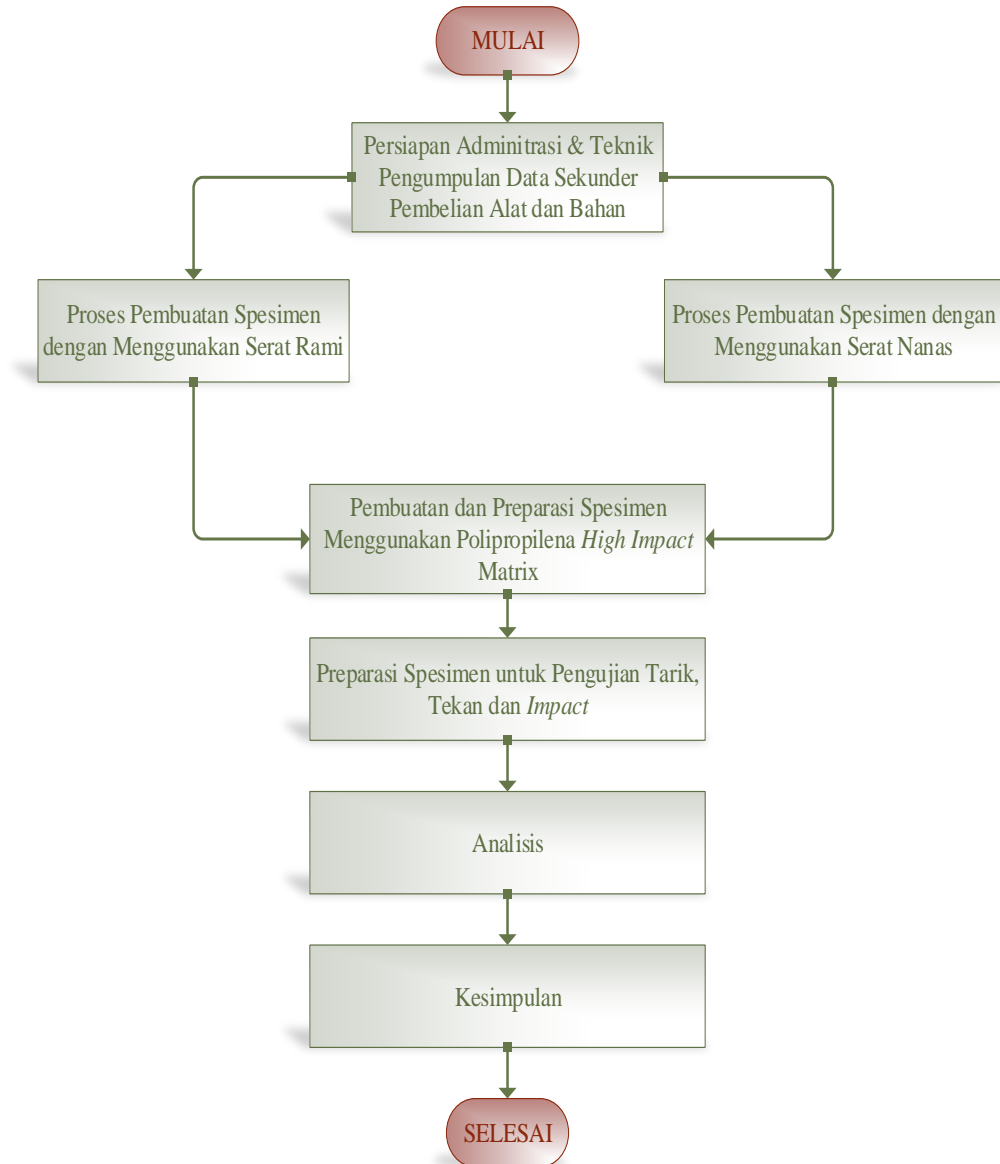 MULAI
Persiapan Adminitrasi & Teknik
Pengumpulan Data Sekunder
Pembelian Alat dan Bahan
Proses Pembuatan Spesimen
dengan Menggunakan Serat Rami
Proses Pembuatan Spesimen dengan
Menggunakan Serat Nanas
Pembuatan dan Preparasi Spesimen
Menggunakan Polipropilena High Impact
Matrix
Preparasi Spesimen untuk Pengujian Tarik,
Tekan dan Impact
Analisis
Kesimpulan
SELESAI